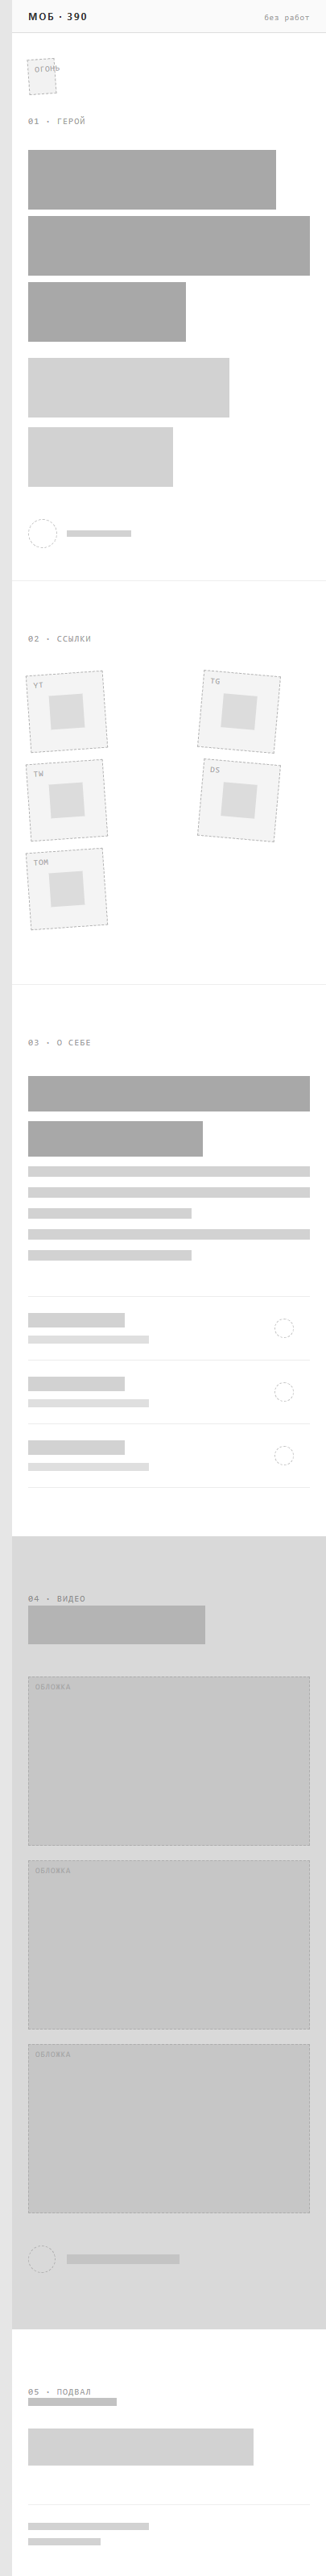 МОБ · 390
без работ
ОГОНЬ
01 · ГЕРОЙ
02 · ССЫЛКИ
YT
TG
TW
DS
ТОМ
03 · О СЕБЕ
04 · ВИДЕО
ОБЛОЖКА
ОБЛОЖКА
ОБЛОЖКА
05 · ПОДВАЛ